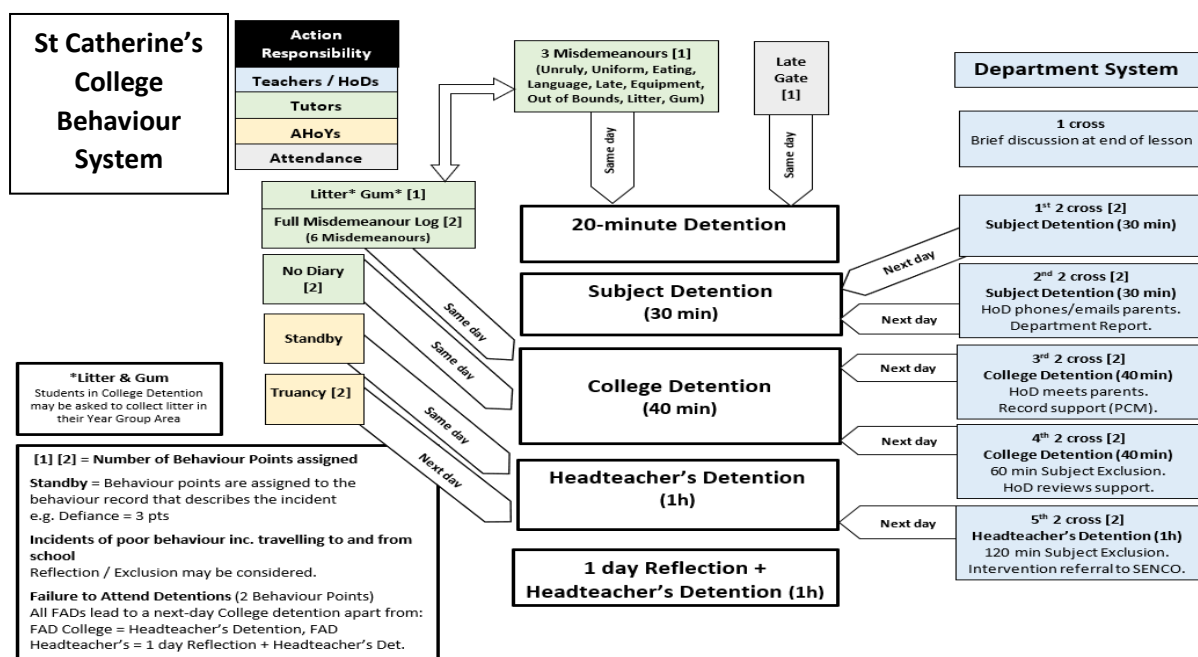 St Catherine's
College
Behaviour
System
Action
Responsibility
Teachers / HoDs
Tutors
AHoYs
Attendance
3 Misdemeanours [1]
(Unruly, Uniform, Eating,
Language, Late, Equipment,
Out of Bounds, Litter, Gum)
Late
Gate
[1]
Same day
Same day
Litter* Gum* [1]
Full Misdemeanour Log [2]
(6 Misdemeanours)
No Diary
[2]
Standby
Truancy [2]
Same day
Same day
Next day
20-minute Detention
Subject Detention
(30 min)
College Detention
(40 min)
Headteacher's Detention
(1h)
1 day Reflection +
Headteacher's Detention (1h)
Department System
1 cross
Brief discussion at end of lesson
1st 2 cross [2]
Subject Detention (30 min)
Next day
2nd 2 cross [2]
Subject Detention (30 min)
HoD phones/emails parents.
Department Report.
Next day
3rd 2 cross [2]
College Detention (40 min)
HoD meets parents.
Record support (PCM).
Next day
4th 2 cross [2]
College Detention (40 min)
60 min Subject Exclusion.
HoD reviews support.
Next day
5th 2 cross [2]
Headteacher's Detention (1h)
120 min Subject Exclusion.
Intervention referral to SENCO.
Next day
*Litter & Gum
Students in College Detention
may be asked to collect litter in
their Year Group Area
[1] [2] = Number of Behaviour Points assigned
Standby = Behaviour points are assigned to the
behaviour record that describes the incident
e.g. Defiance = 3 pts
Incidents of poor behaviour inc. travelling to and from
school
Reflection / Exclusion may be considered.
Failure to Attend Detentions (2 Behaviour Points)
All FADs lead to a next-day College detention apart from:
FAD College = Headteacher's Detention, FAD
Headteacher's = 1 day Reflection + Headteacher's Det.